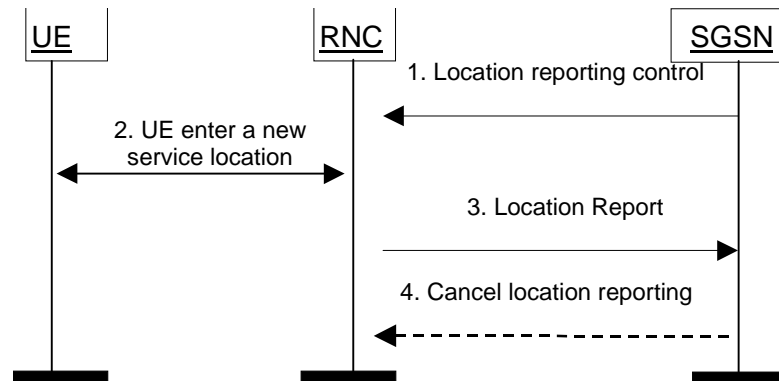 UE
RNC
SGSN
1. Location reporting control
2. UE enter a new
service location
3. Location Report
4. Cancel location reporting